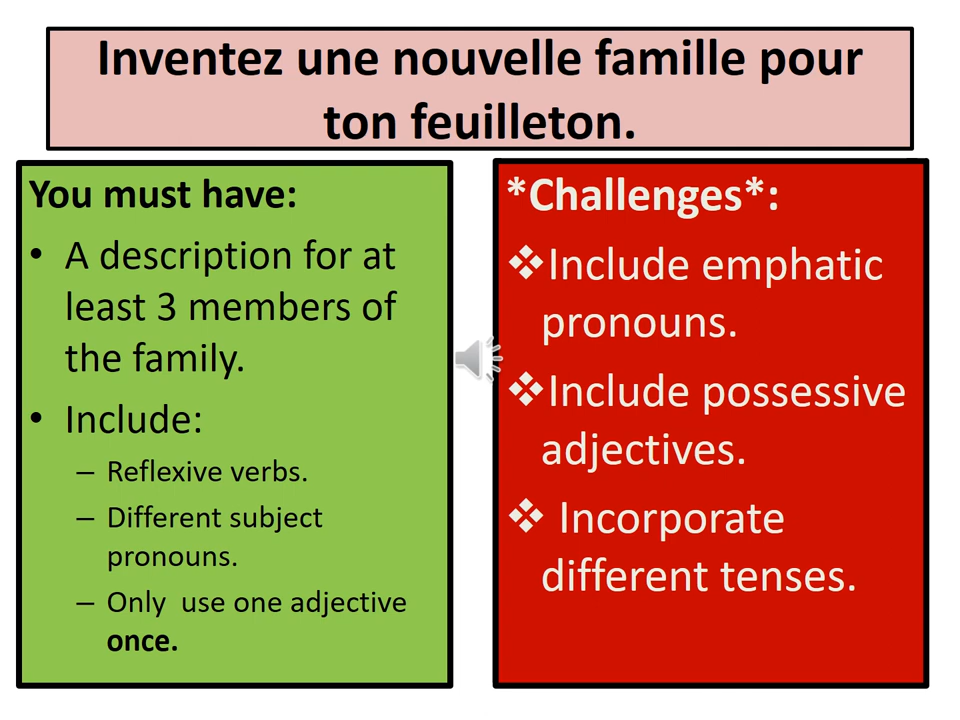 Inventez une nouvelle famille pour
ton feuilleton.
You must have:
• A description for at
least 3 members of
the family.
• Include:
– Reflexive verbs.
– Different subject
pronouns.
– Only use one adjective
once.
*Challenges*:
❖Include emphatic
pronouns.
❖Include possessive
adjectives.
❖ Incorporate
different tenses.